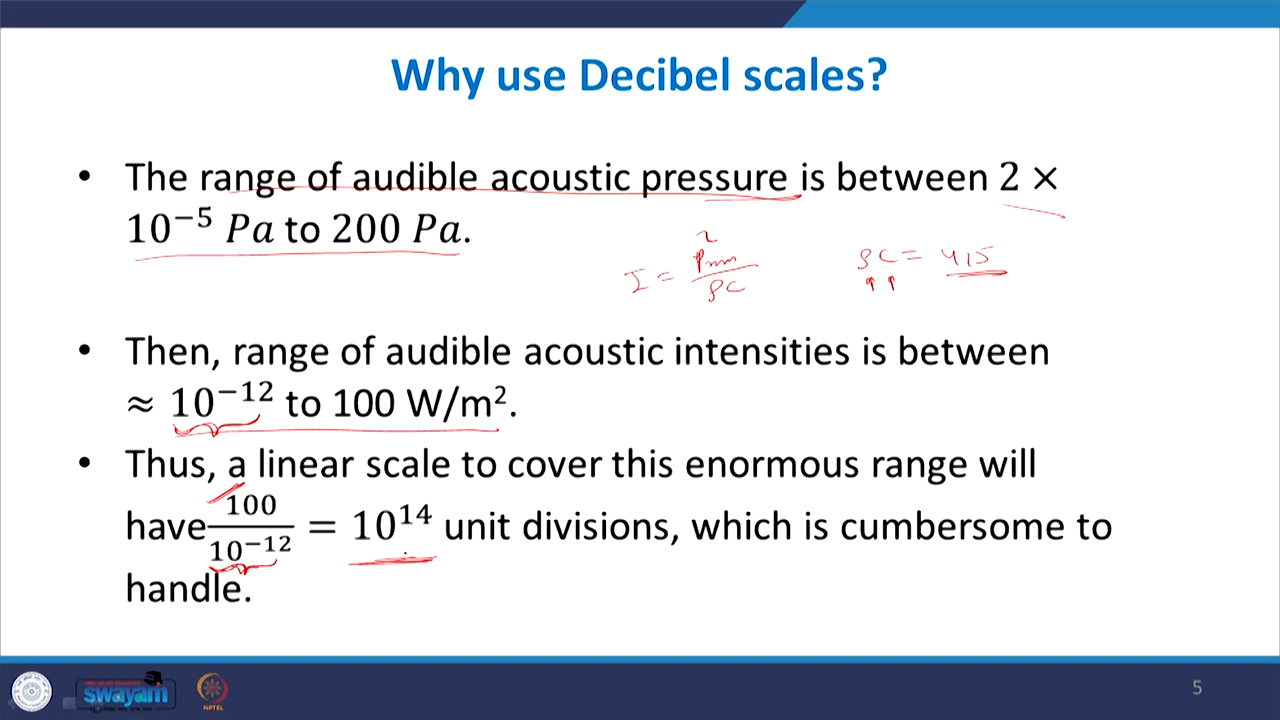 Why use Decibel scales?
• The range of audible acoustic pressure is between 2 ×
10⁻⁵ Pa to 200 Pa.
I = p²rms / ρc    ρc = 415
• Then, range of audible acoustic intensities is between
≈ 10⁻¹² to 100 W/m².
• Thus, a linear scale to cover this enormous range will
have 100/10⁻¹² = 10¹⁴ unit divisions, which is cumbersome to
handle.
swayam
NPTEL
5